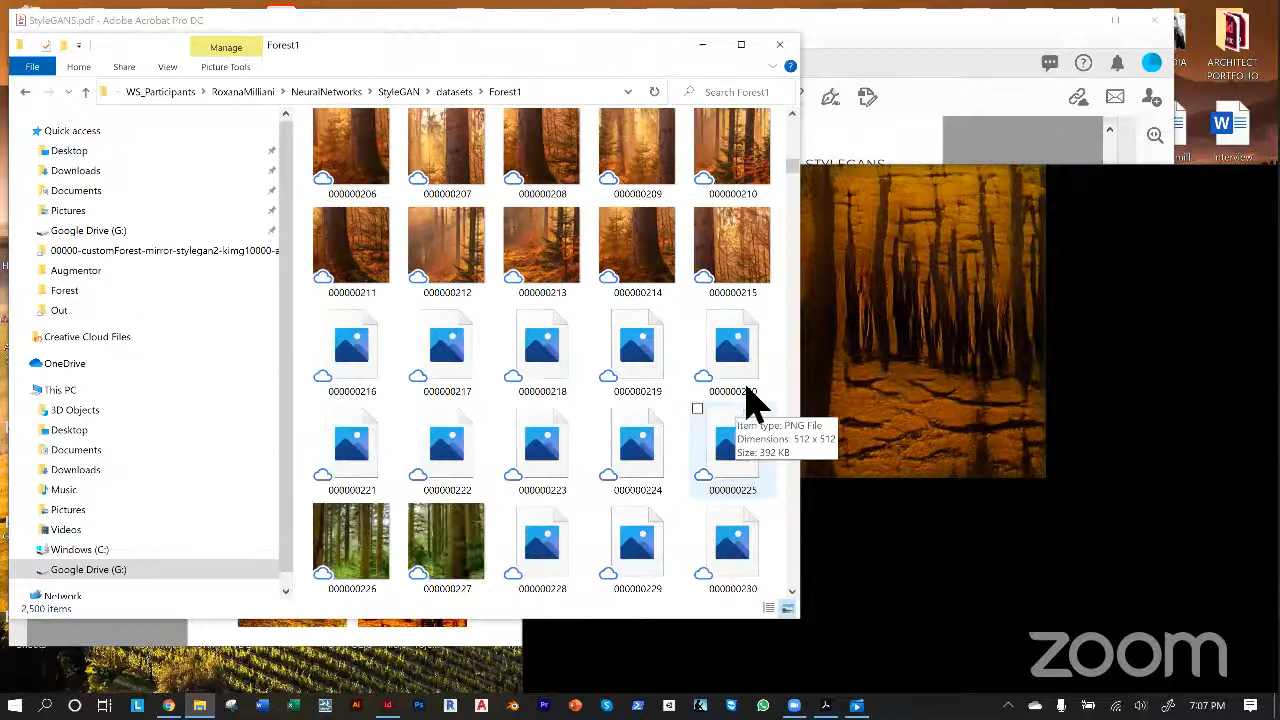 StyleGANS.pdf - Adobe Acrobat Pro DC
Manage
Forest1
File
Home
Share
View
Picture Tools
WS_Participants
RoxanaMilliani
NeuralNetworks
StyleGAN
datasets
Forest1
Search Forest1
STYLEGANS
ARCHITECT
PORTFOLIO
interview
Quick access
Desktop
Downloads
Documents
Pictures
Google Drive (G:)
00000-customForest-mirror-stylegan2-kimg10000-a
Augmentor
Forest
Out
Creative Cloud Files
OneDrive
This PC
3D Objects
Desktop
Documents
Downloads
Music
Pictures
Videos
Windows (C:)
Google Drive (G:)
Network
000000206
000000207
000000208
000000209
000000210
000000211
000000212
000000213
000000214
000000215
000000216
000000217
000000218
000000219
000000221
000000222
000000223
000000224
000000225
000000226
000000227
000000228
000000229
000000230
Item type: PNG File
Dimensions: 512 x 512
Size: 392 KB
2,500 items
zoom
7:07 PM